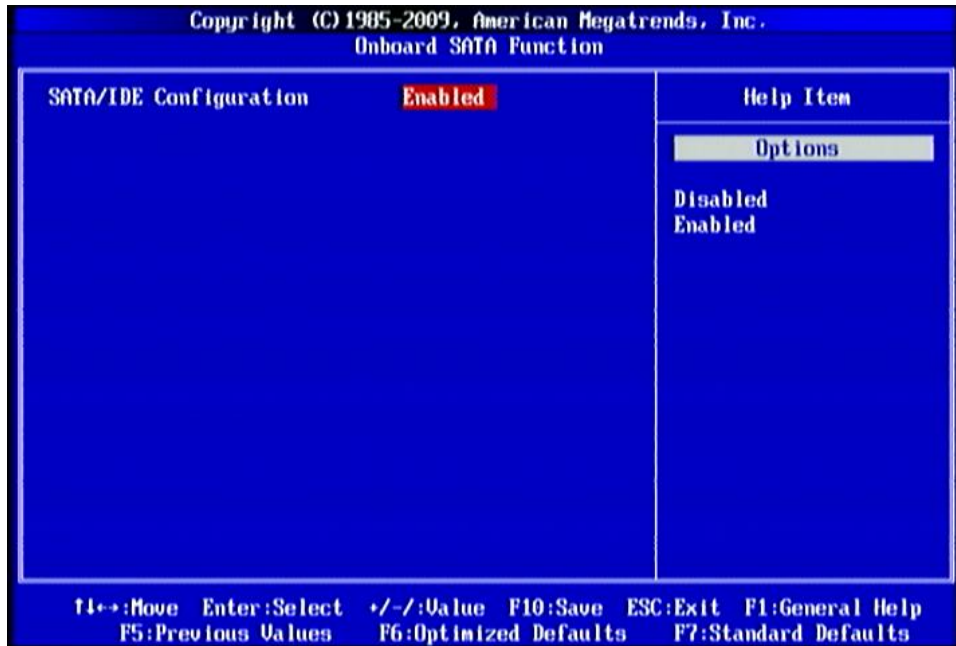 Copyright (C)1985-2009, American Megatrends, Inc.
Onboard SATA Function
SATA/IDE Configuration Enabled
Help Item
Options
Disabled
Enabled
↑↓←→:Move Enter:Select +/-/:Value F10:Save ESC:Exit F1:General Help
F5:Previous Values F6:Optimized Defaults F7:Standard Defaults